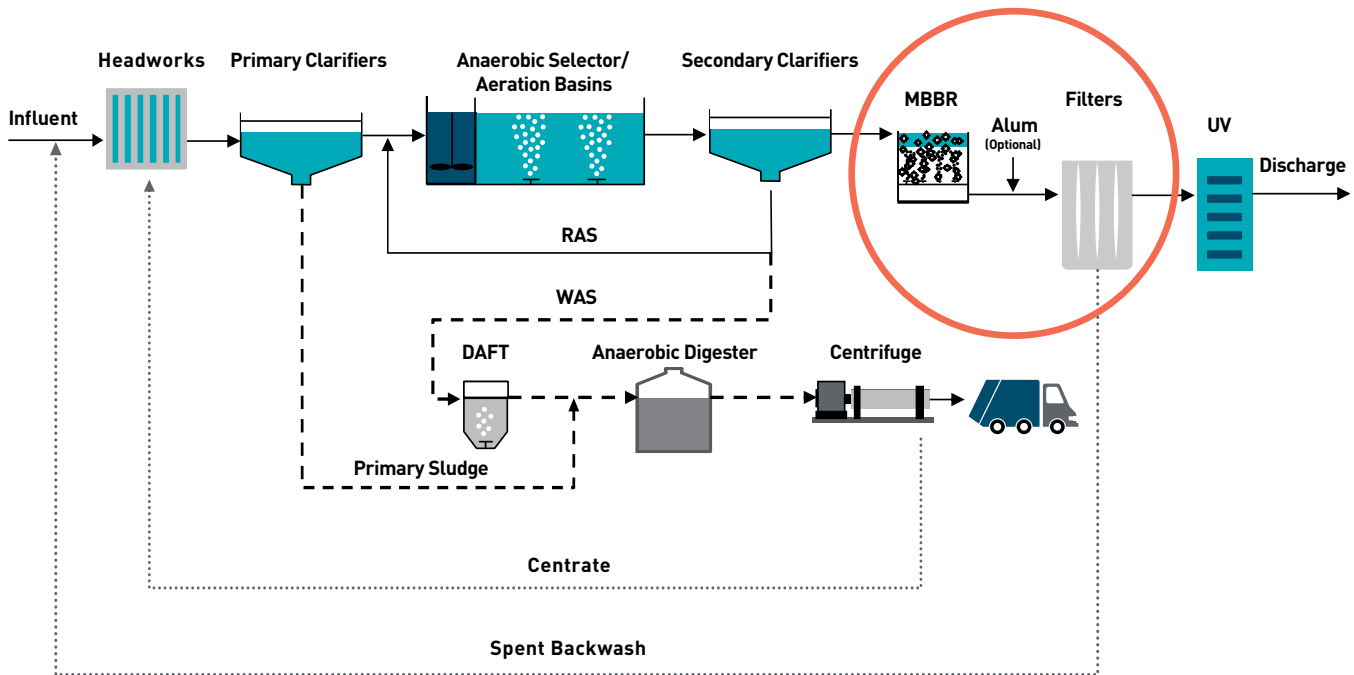 Headworks
Primary Clarifiers
Anaerobic Selector/
Aeration Basins
Secondary Clarifiers
MBBR
Filters
Influent
Alum
(Optional)
UV
Discharge
RAS
WAS
DAFT
Anaerobic Digester
Centrifuge
Primary Sludge
Centrate
Spent Backwash